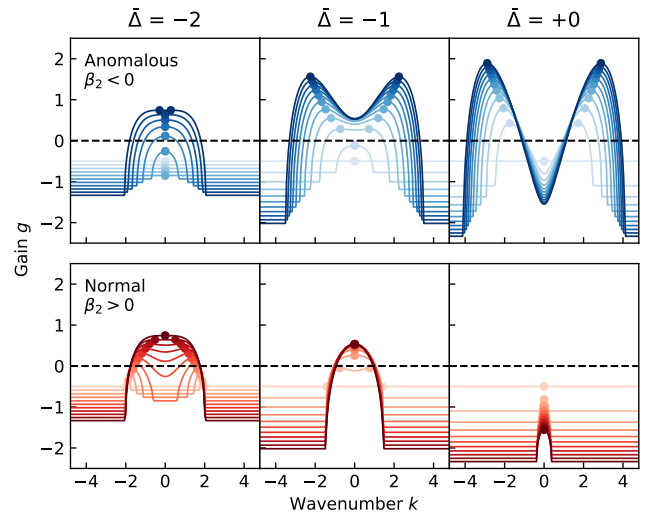 Δ̄ = −2 Δ̄ = −1 Δ̄ = +0
Anomalous
β₂ < 0
2
1
0
−1
−2
Gain g
Normal
β₂ > 0
2
1
0
−1
−2
−4 −2 0 2 4 −4 −2 0 2 4 −4 −2 0 2 4
Wavenumber k